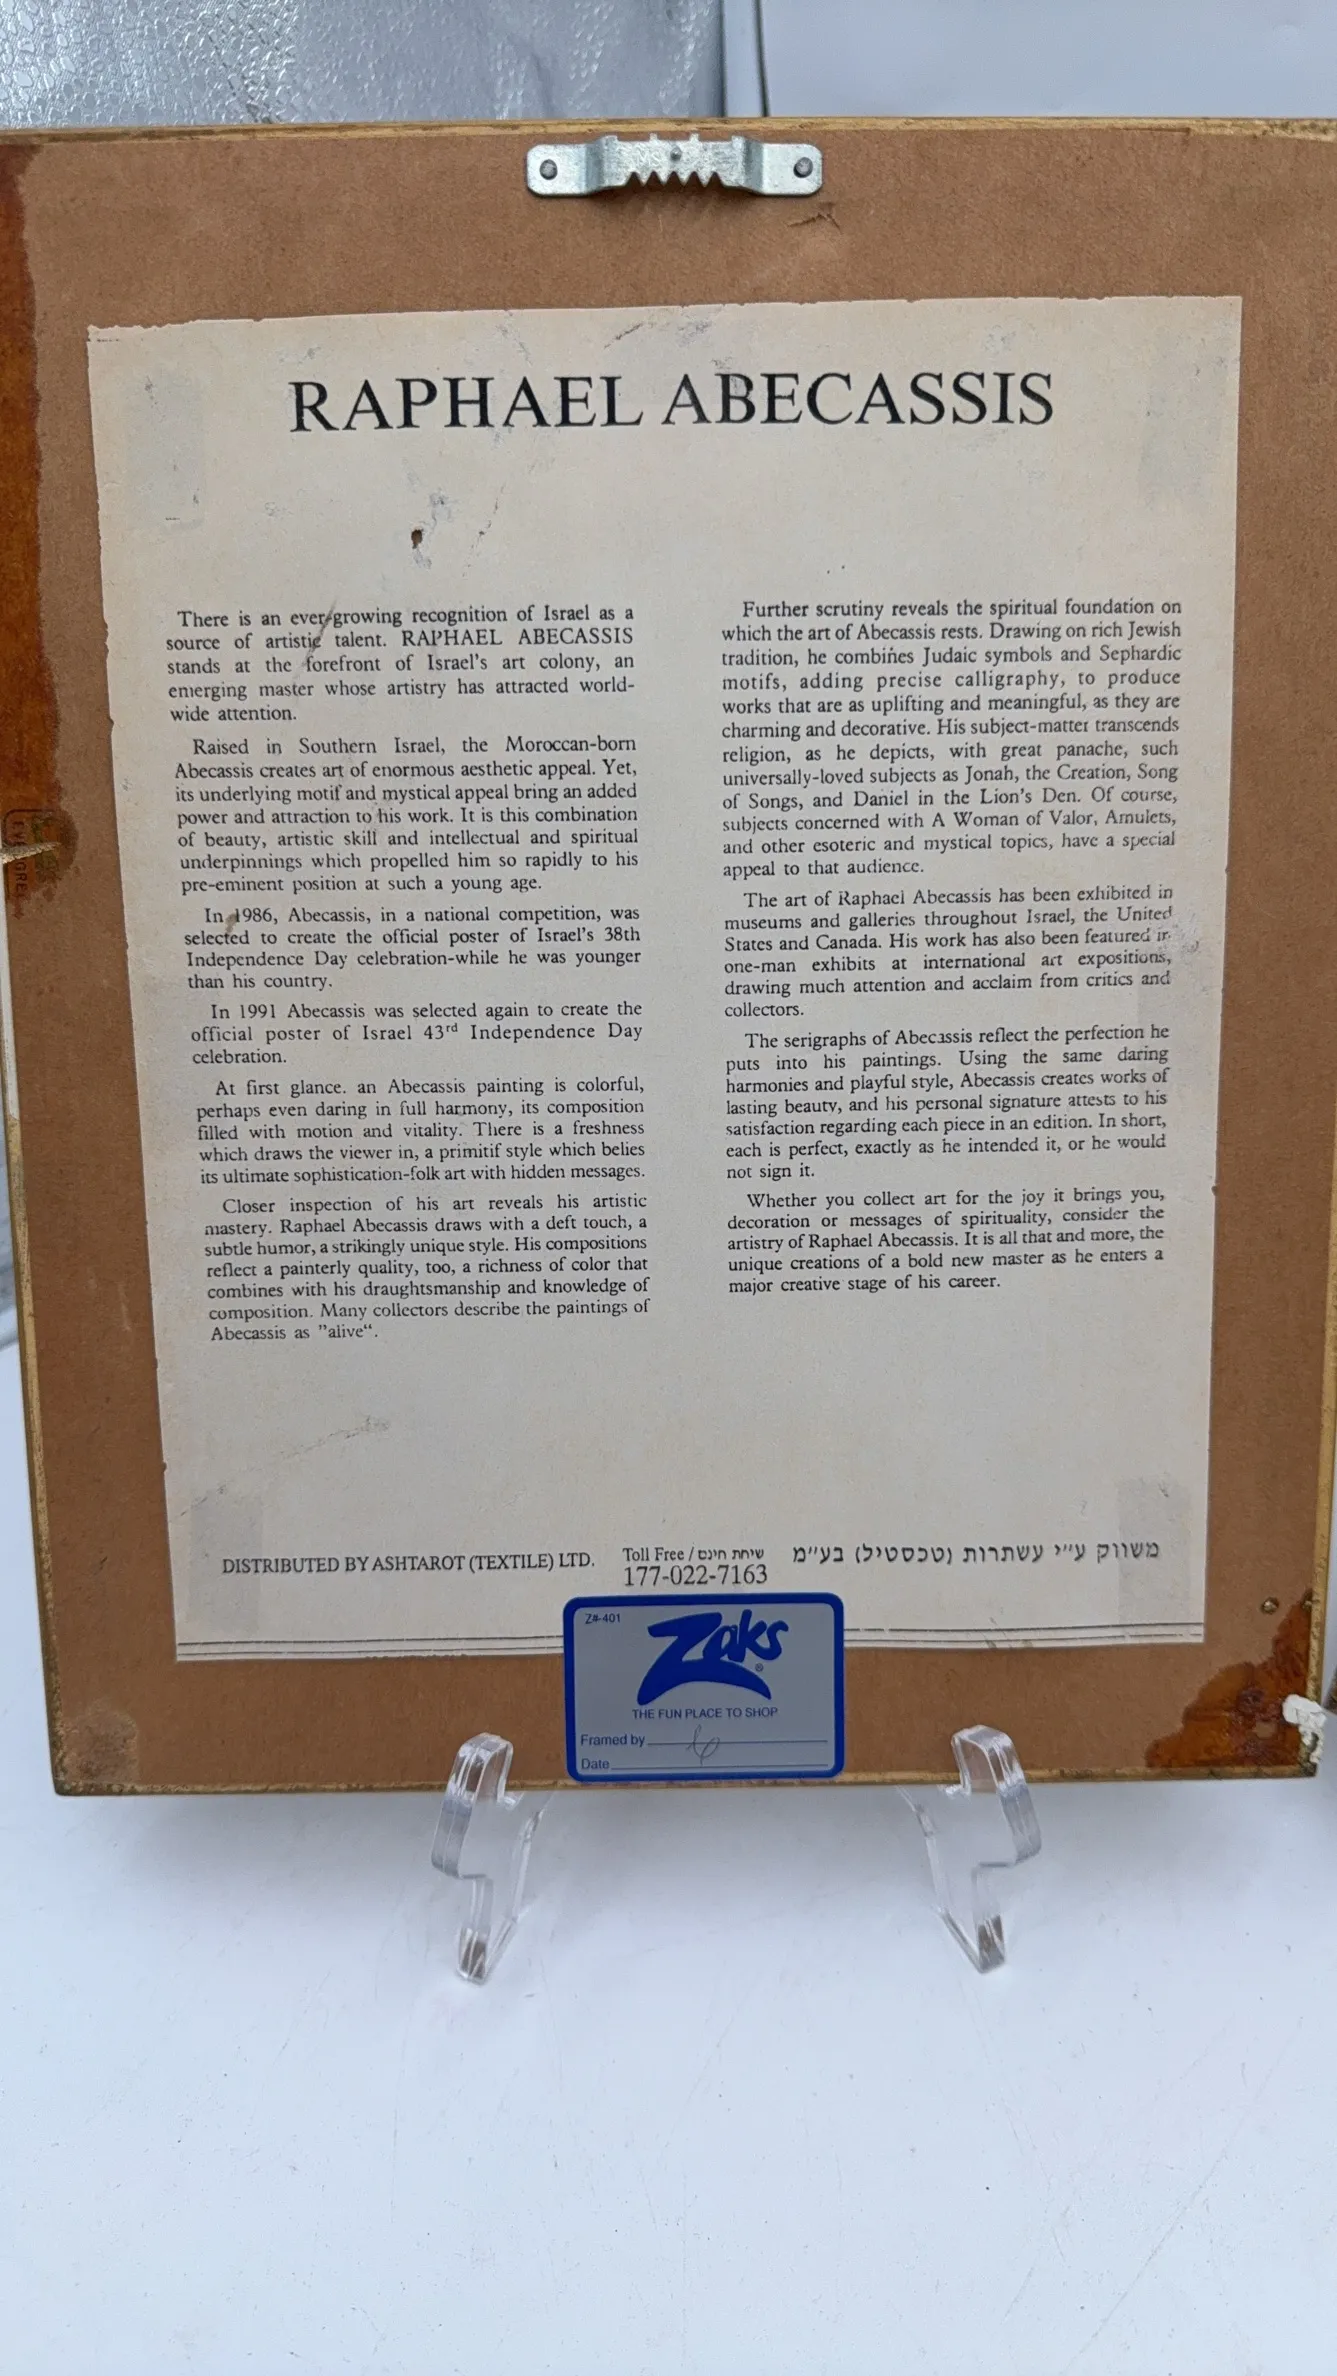 RAPHAEL ABECASSIS
There is an ever-growing recognition of Israel as a
source of artistic talent. RAPHAEL ABECASSIS
stands at the forefront of Israel's art colony, an
emerging master whose artistry has attracted world-
wide attention.
Raised in Southern Israel, the Moroccan-born
Abecassis creates art of enormous aesthetic appeal. Yet,
its underlying motif and mystical appeal bring an added
power and attraction to his work. It is this combination
of beauty, artistic skill and intellectual and spiritual
underpinnings which propelled him so rapidly to his
pre-eminent position at such a young age.
In 1986, Abecassis, in a national competition, was
selected to create the official poster of Israel's 38th
Independence Day celebration-while he was younger
than his country.
In 1991 Abecassis was selected again to create the
official poster of Israel 43rd Independence Day
celebration.
At first glance. an Abecassis painting is colorful,
perhaps even daring in full harmony, its composition
filled with motion and vitality. There is a freshness
which draws the viewer in, a primitif style which belies
its ultimate sophistication-folk art with hidden messages.
Closer inspection of his art reveals his artistic
mastery. Raphael Abecassis draws with a deft touch, a
subtle humor, a strikingly unique style. His compositions
reflect a painterly quality, too, a richness of color that
combines with his draughtsmanship and knowledge of
composition. Many collectors describe the paintings of
Abecassis as "alive“.
Further scrutiny reveals the spiritual foundation on
which the art of Abecassis rests. Drawing on rich Jewish
tradition, he combines Judaic symbols and Sephardic
motifs, adding precise calligraphy, to produce
works that are as uplifting and meaningful, as they are
charming and decorative. His subject-matter transcends
religion, as he depicts, with great panache, such
universally-loved subjects as Jonah, the Creation, Song
of Songs, and Daniel in the Lion's Den. Of course,
subjects concerned with A Woman of Valor, Amulets,
and other esoteric and mystical topics, have a special
appeal to that audience.
The art of Raphael Abecassis has been exhibited in
museums and galleries throughout Israel, the United
States and Canada. His work has also been featured in
one-man exhibits at international art expositions,
drawing much attention and acclaim from critics and
collectors.
The serigraphs of Abecassis reflect the perfection he
puts into his paintings. Using the same daring
harmonies and playful style, Abecassis creates works of
lasting beauty, and his personal signature attests to his
satisfaction regarding each piece in an edition. In short,
each is perfect, exactly as he intended it, or he would
not sign it.
Whether you collect art for the joy it brings you,
decoration or messages of spirituality, consider the
artistry of Raphael Abecassis. It is all that and more, the
unique creations of a bold new master as he enters a
major creative stage of his career.
DISTRIBUTED BY ASHTAROT (TEXTILE) LTD.
Toll Free / שיחת חינם
177-022-7163
משווק ע״י עשתרות (טכסטיל) בע״מ
Z#-401
Zaks
®
THE FUN PLACE TO SHOP
Framed by
Date